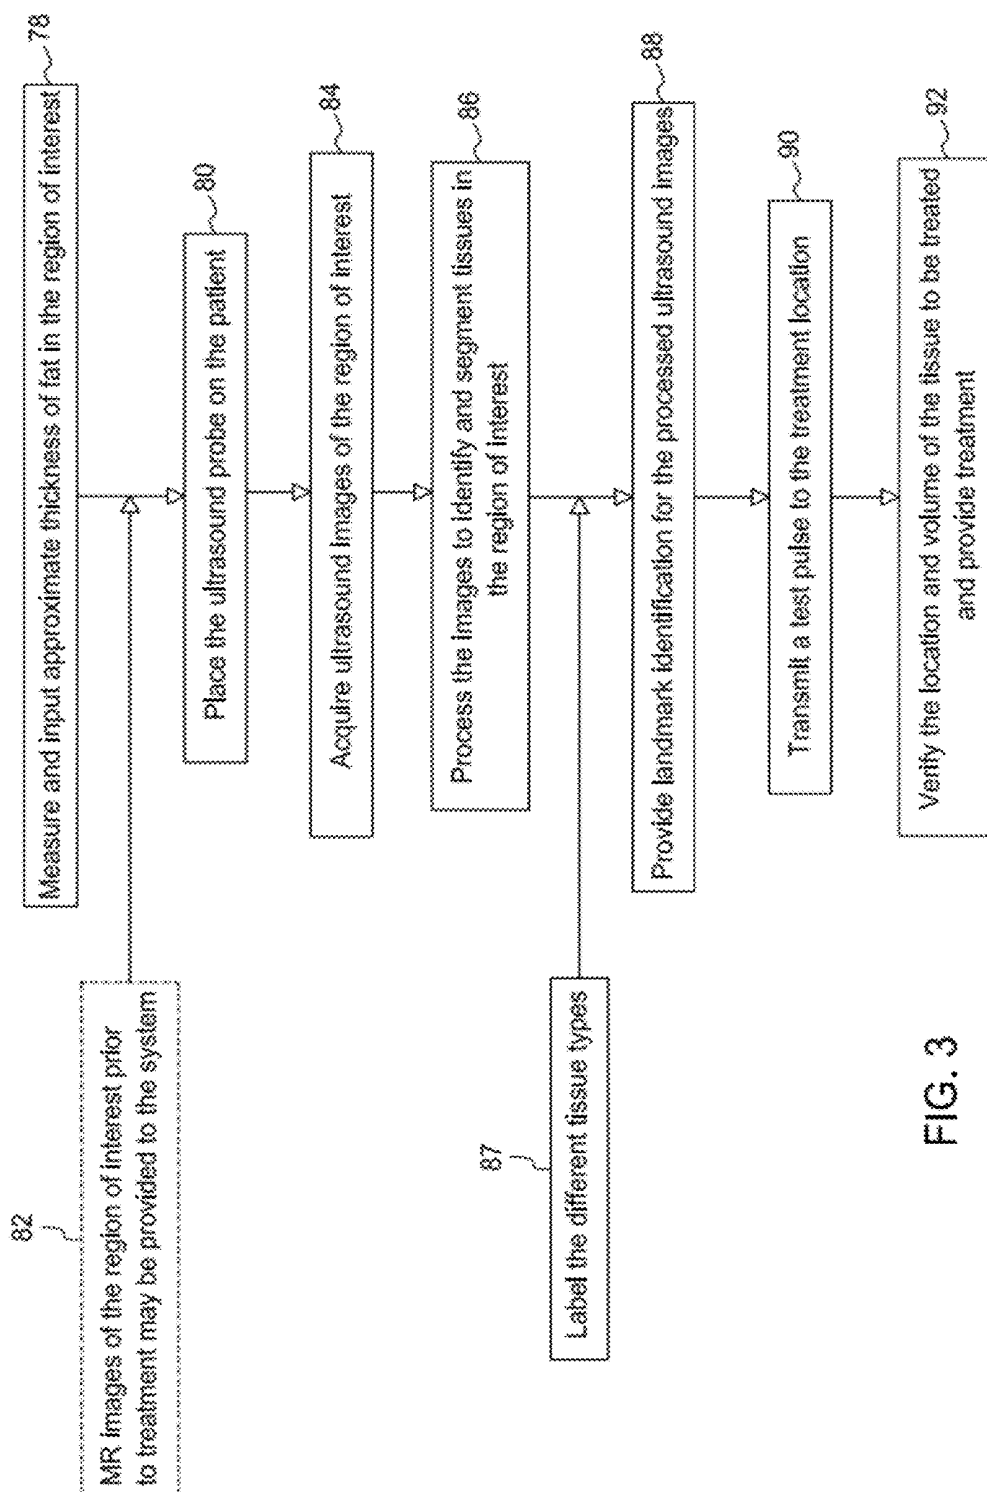 78
Measure and input approximate thickness of fat in the region of interest
82
MR images of the region of interest prior
to treatment may be provided to the system
80
Place the ultrasound probe on the patient
84
Acquire ultrasound images of the region of interest
86
Process the images to identify and segment tissues in
the region of interest
87
Label the different tissue types
88
Provide landmark identification for the processed ultrasound images
90
Transmit a test pulse to the treatment location
92
Verify the location and volume of the tissue to be treated
and provide treatment
FIG. 3